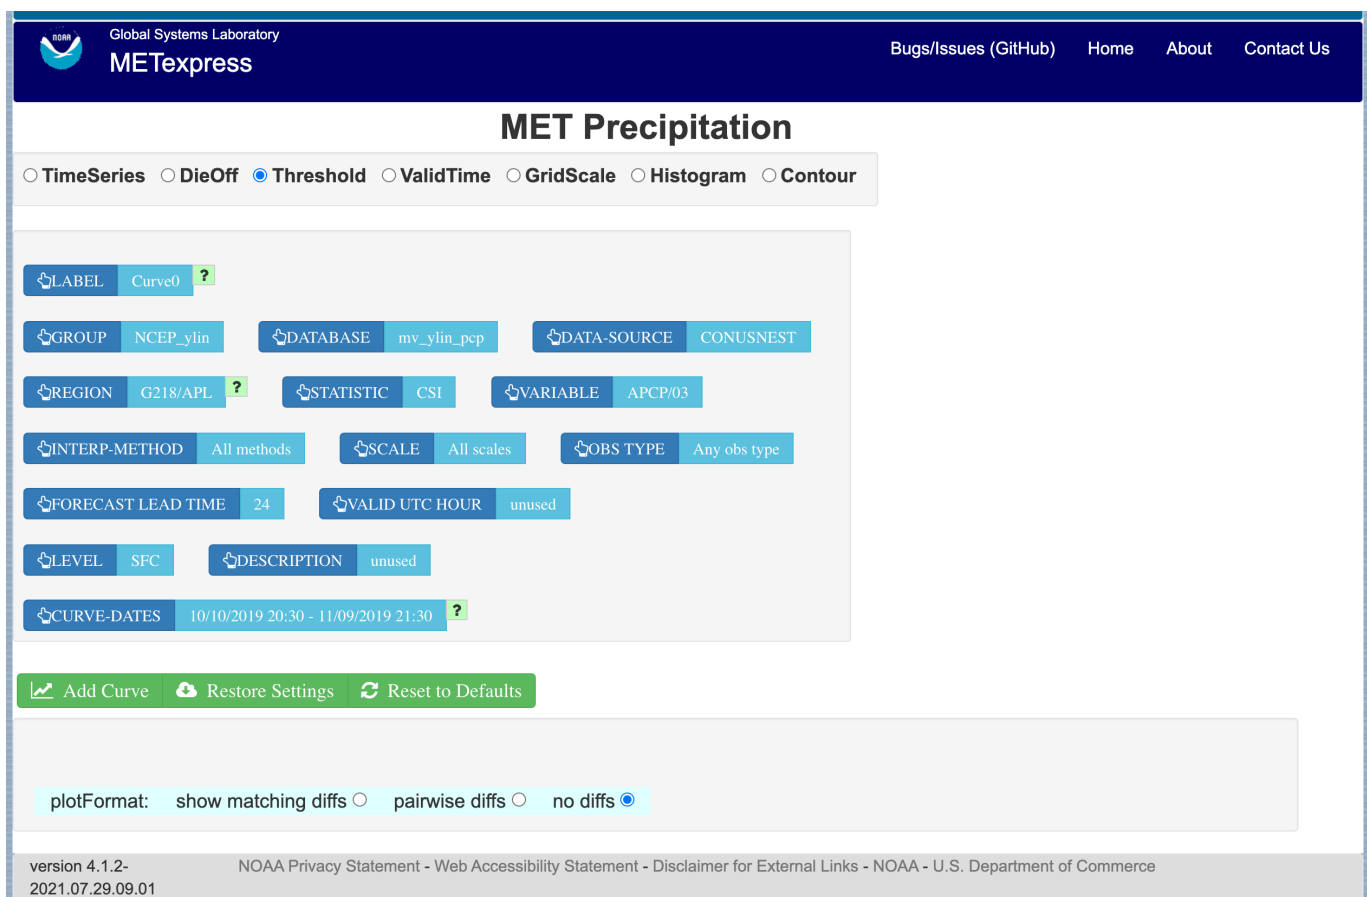 NOAA
Global Systems Laboratory
METexpress
Bugs/Issues (GitHub) Home About Contact Us
MET Precipitation
TimeSeries DieOff Threshold ValidTime GridScale Histogram Contour
LABEL Curve0 ?
GROUP NCEP_ylin DATABASE mv_ylin_pcp DATA-SOURCE CONUSNEST
REGION G218/APL ? STATISTIC CSI VARIABLE APCP/03
INTERP-METHOD All methods SCALE All scales OBS TYPE Any obs type
FORECAST LEAD TIME 24 VALID UTC HOUR unused
LEVEL SFC DESCRIPTION unused
CURVE-DATES 10/10/2019 20:30 - 11/09/2019 21:30 ?
Add Curve Restore Settings Reset to Defaults
plotFormat: show matching diffs pairwise diffs no diffs
version 4.1.2-
2021.07.29.09.01
NOAA Privacy Statement - Web Accessibility Statement - Disclaimer for External Links - NOAA - U.S. Department of Commerce